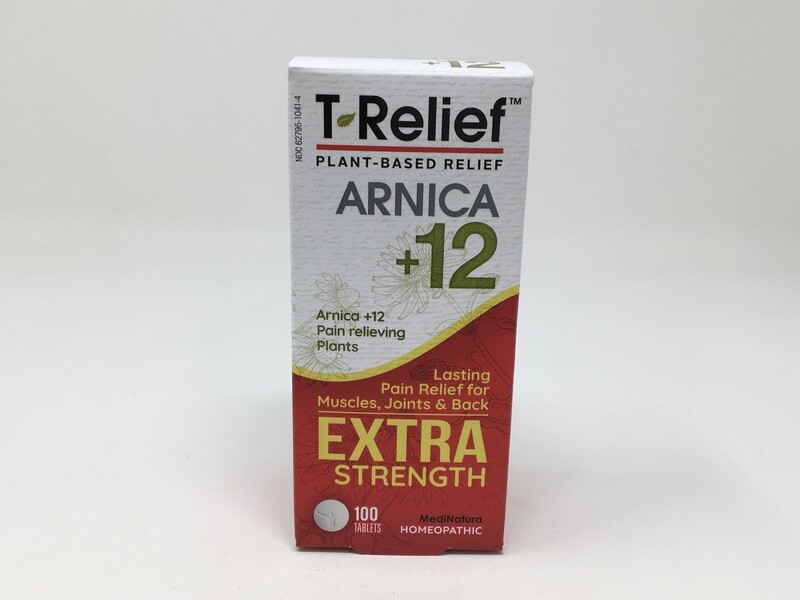 +12
NDC 62795-1041-4
T-Relief™
PLANT-BASED RELIEF
ARNICA
+12
Arnica +12
Pain relieving
Plants
Lasting
Pain Relief for
Muscles, Joints & Back
EXTRA
STRENGTH
100
TABLETS
MediNatura
HOMEOPATHIC